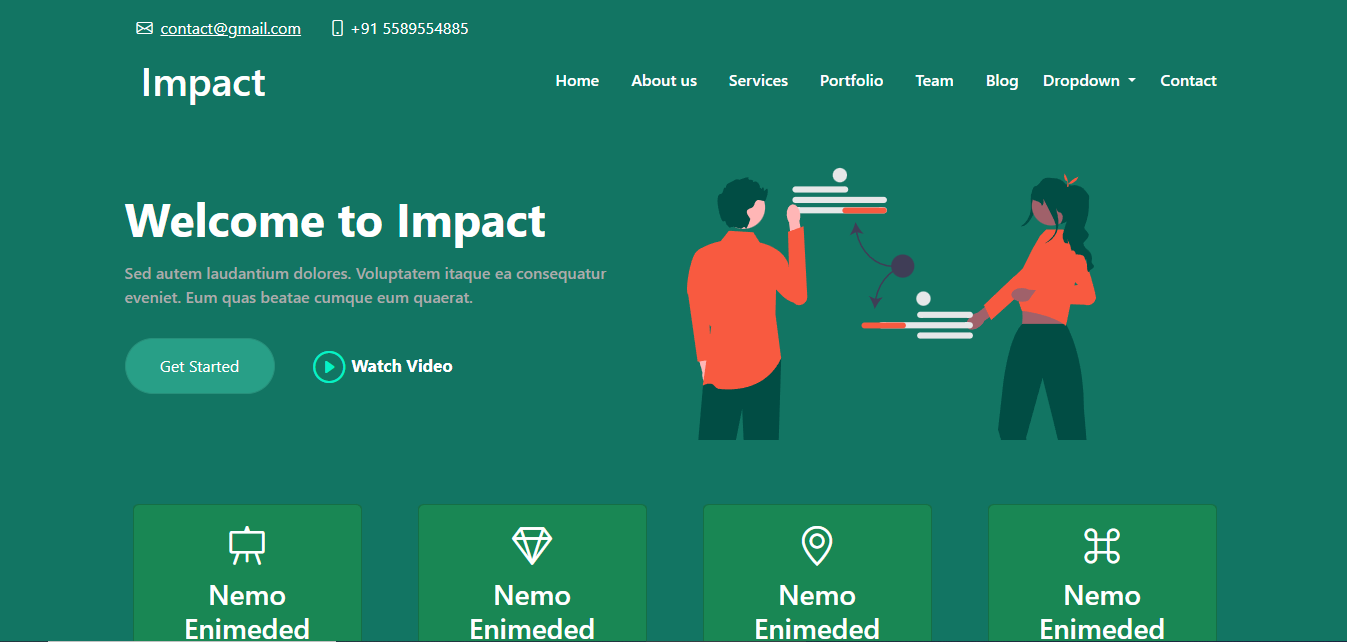 contact@gmail.com +91 5589554885
Impact Home About us Services Portfolio Team Blog Dropdown Contact
Welcome to Impact
Sed autem laudantium dolores. Voluptatem itaque ea consequatur
eveniet. Eum quas beatae cumque eum quaerat.
Get Started Watch Video
Nemo Nemo Nemo Nemo
Enimeded Enimeded Enimeded Enimeded